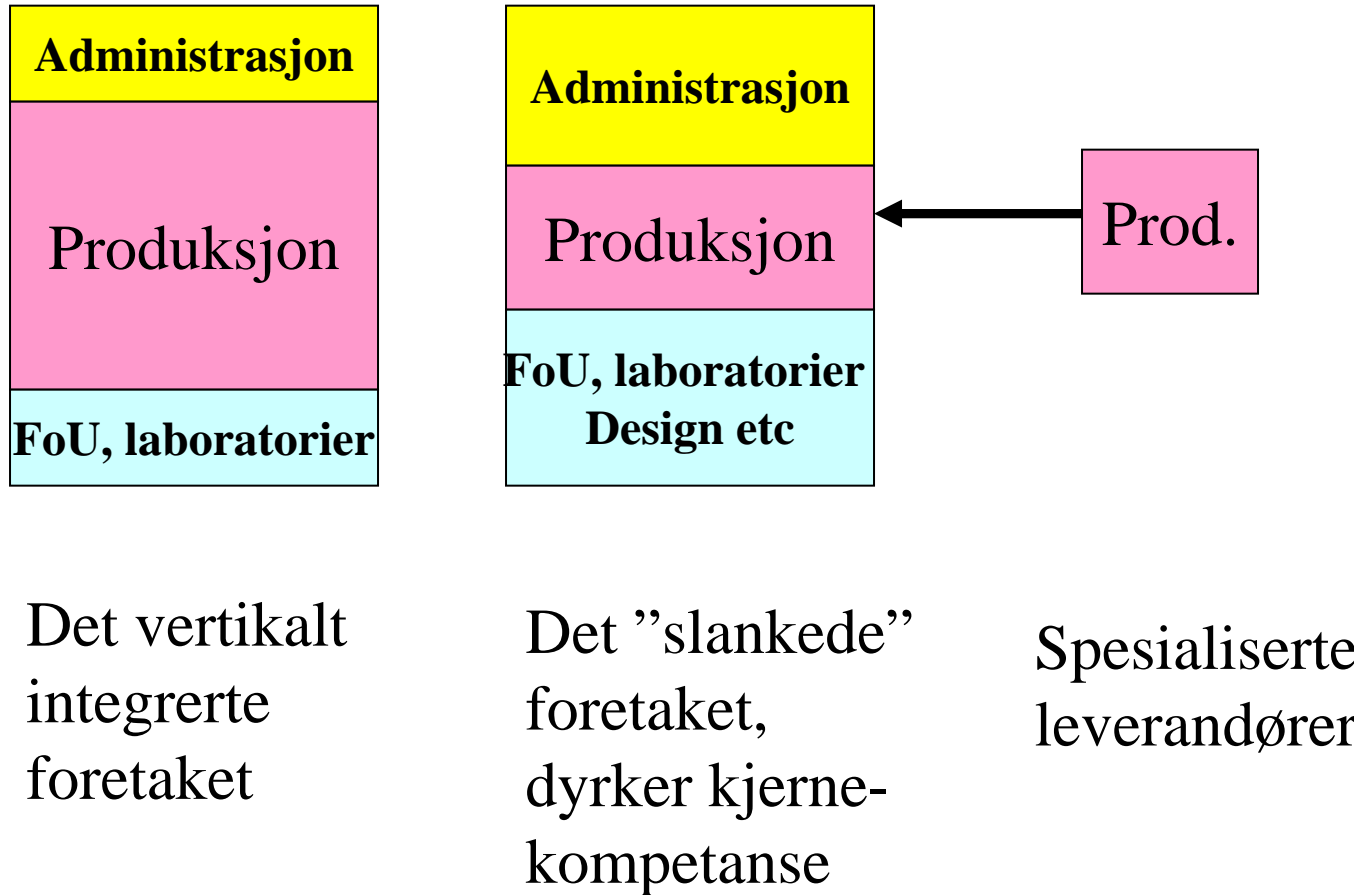 Administrasjon
Produksjon
FoU, laboratorier
Administrasjon
Produksjon
FoU, laboratorier
Design etc
Prod.
Det vertikalt
integrerte
foretaket
Det ”slankede”
foretaket,
dyrker kjerne-
kompetanse
Spesialiserte
leverandører